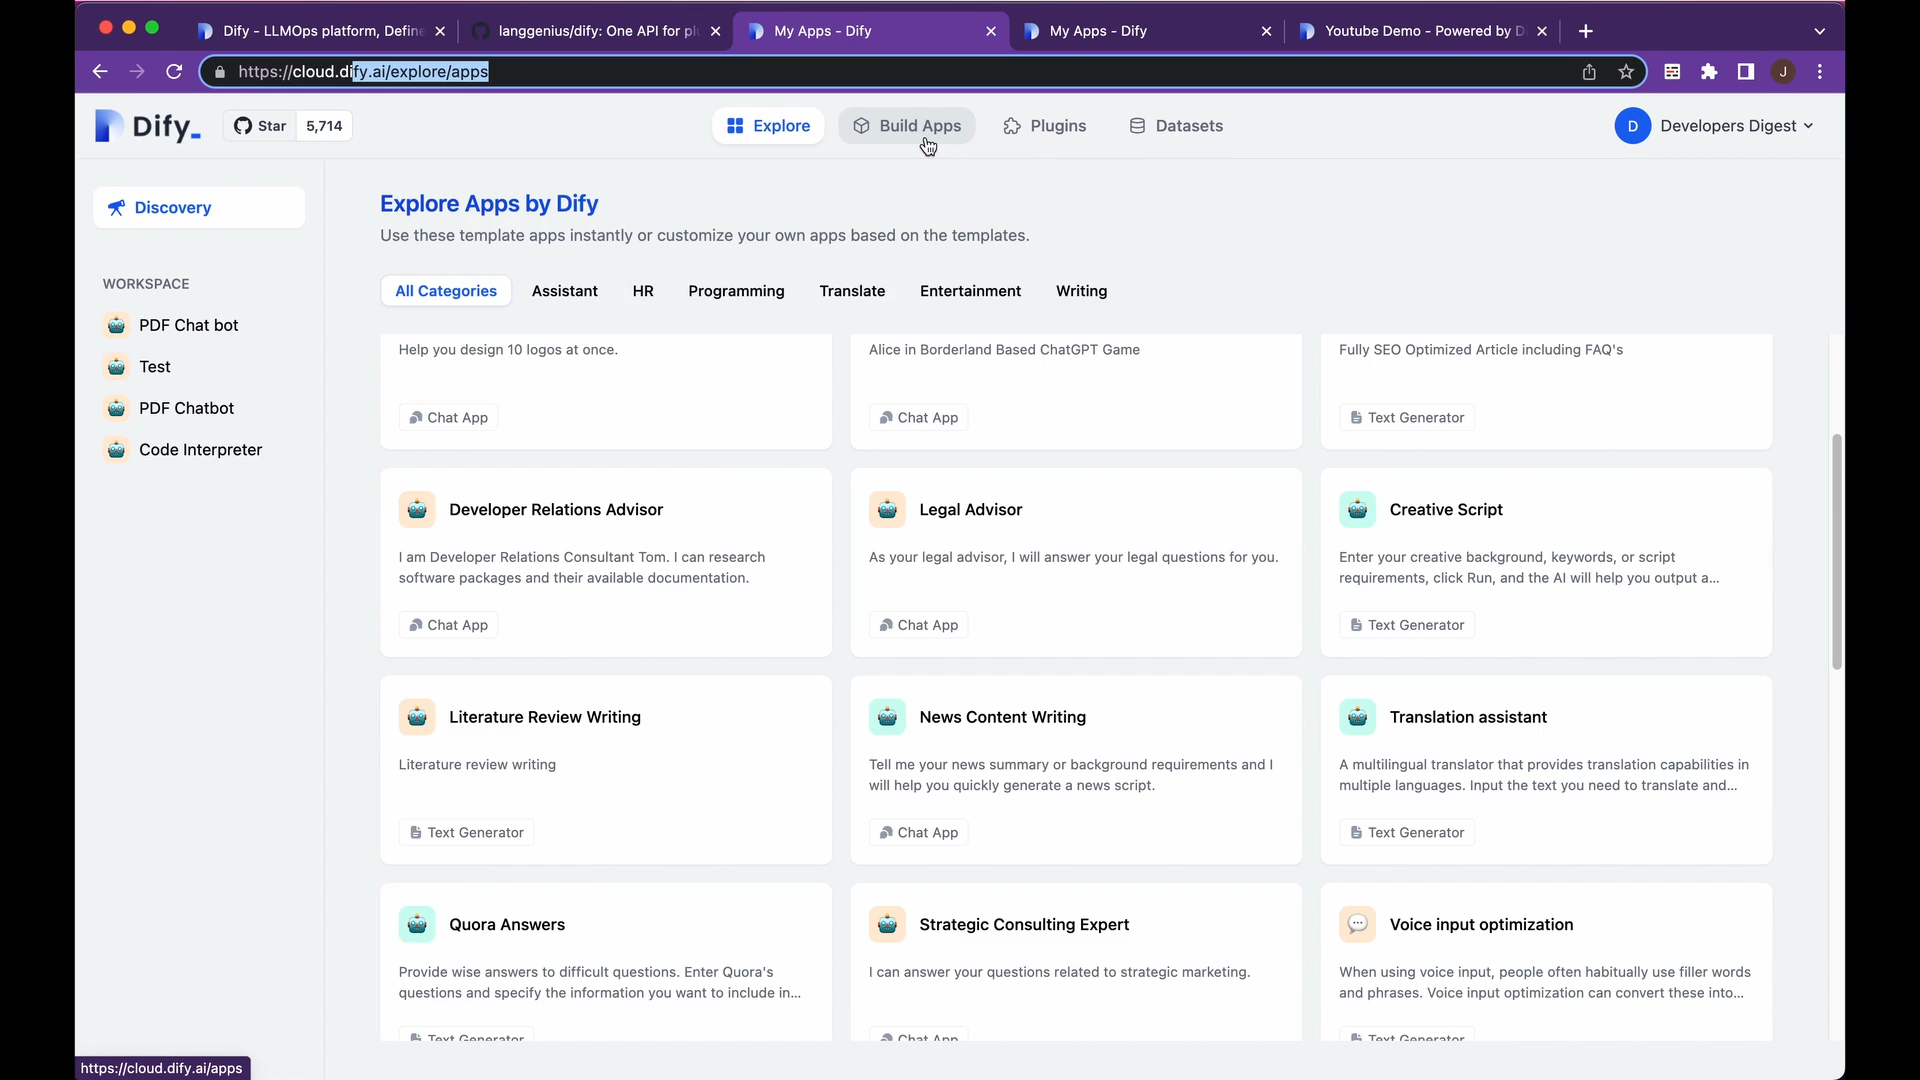 Dify - LLMOps platform, Define
langgenius/dify: One API for plu
My Apps - Dify
My Apps - Dify
Youtube Demo - Powered by D
https://cloud.dify.ai/explore/apps
J
Dify_
Star
5,714
Explore
Build Apps
Plugins
Datasets
D
Developers Digest
Discovery
WORKSPACE
PDF Chat bot
Test
PDF Chatbot
Code Interpreter
Explore Apps by Dify
Use these template apps instantly or customize your own apps based on the templates.
All Categories
Assistant
HR
Programming
Translate
Entertainment
Writing
Help you design 10 logos at once.
Chat App
Alice in Borderland Based ChatGPT Game
Chat App
Fully SEO Optimized Article including FAQ's
Text Generator
Developer Relations Advisor
I am Developer Relations Consultant Tom. I can research
software packages and their available documentation.
Chat App
Legal Advisor
As your legal advisor, I will answer your legal questions for you.
Chat App
Creative Script
Enter your creative background, keywords, or script
requirements, click Run, and the AI will help you output a...
Text Generator
Literature Review Writing
Literature review writing
Text Generator
News Content Writing
Tell me your news summary or background requirements and I
will help you quickly generate a news script.
Chat App
Translation assistant
A multilingual translator that provides translation capabilities in
multiple languages. Input the text you need to translate and...
Text Generator
Quora Answers
Provide wise answers to difficult questions. Enter Quora's
questions and specify the information you want to include in...
Text Generator
Strategic Consulting Expert
I can answer your questions related to strategic marketing.
Chat App
Voice input optimization
When using voice input, people often habitually use filler words
and phrases. Voice input optimization can convert these into...
Text Generator
https://cloud.dify.ai/apps